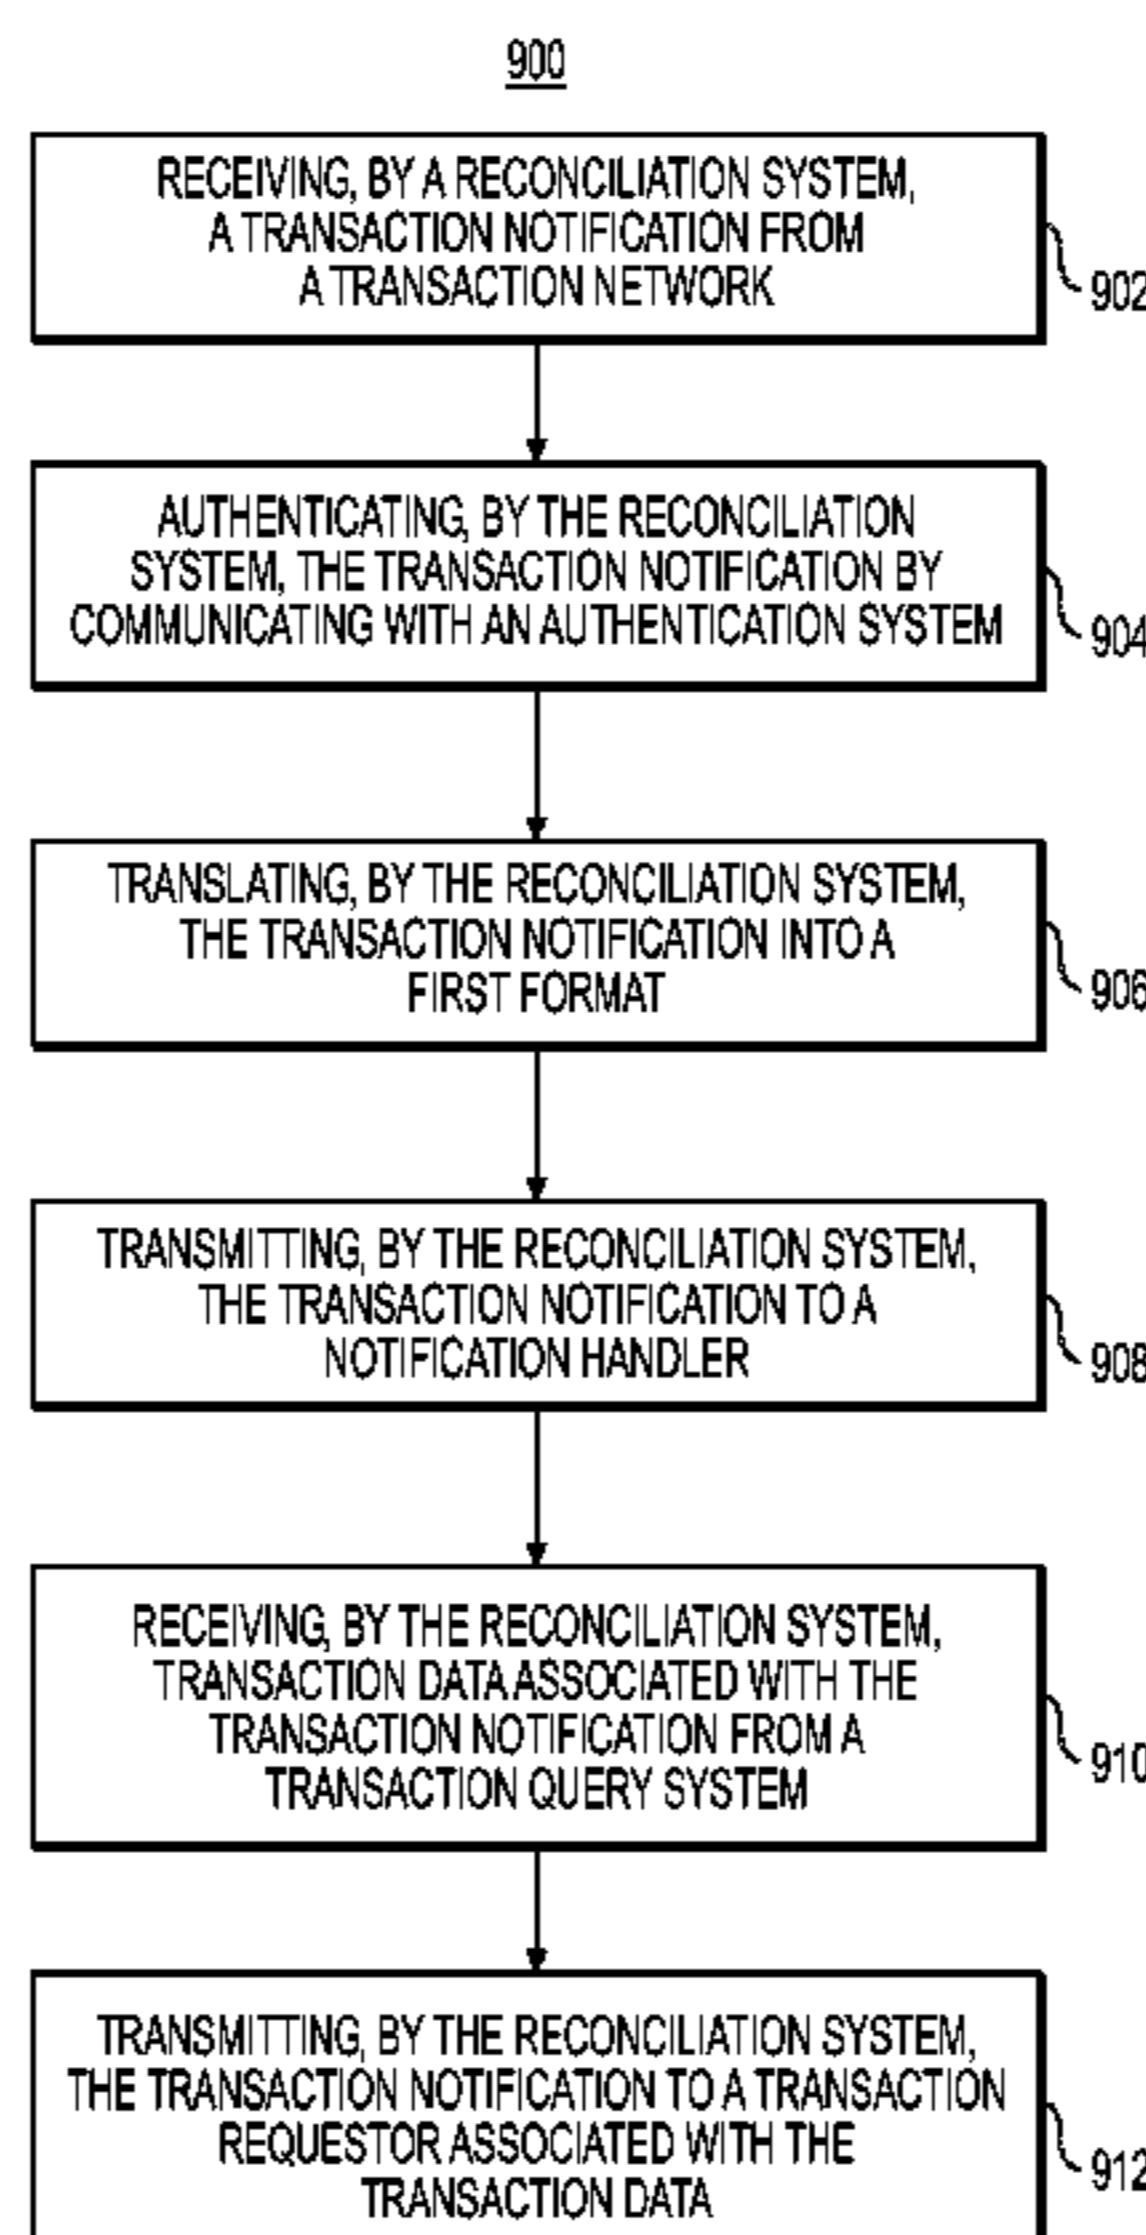 900
RECEIVING, BY A RECONCILIATION SYSTEM,
A TRANSACTION NOTIFICATION FROM
A TRANSACTION NETWORK
902
AUTHENTICATING, BY THE RECONCILIATION
SYSTEM, THE TRANSACTION NOTIFICATION BY
COMMUNICATING WITH AN AUTHENTICATION SYSTEM
904
TRANSLATING, BY THE RECONCILIATION SYSTEM,
THE TRANSACTION NOTIFICATION INTO A
FIRST FORMAT
906
TRANSMITTING, BY THE RECONCILIATION SYSTEM,
THE TRANSACTION NOTIFICATION TO A
NOTIFICATION HANDLER
908
RECEIVING, BY THE RECONCILIATION SYSTEM,
TRANSACTION DATA ASSOCIATED WITH THE
TRANSACTION NOTIFICATION FROM A
TRANSACTION QUERY SYSTEM
910
TRANSMITTING, BY THE RECONCILIATION SYSTEM,
THE TRANSACTION NOTIFICATION TO A TRANSACTION
REQUESTOR ASSOCIATED WITH THE
TRANSACTION DATA
912